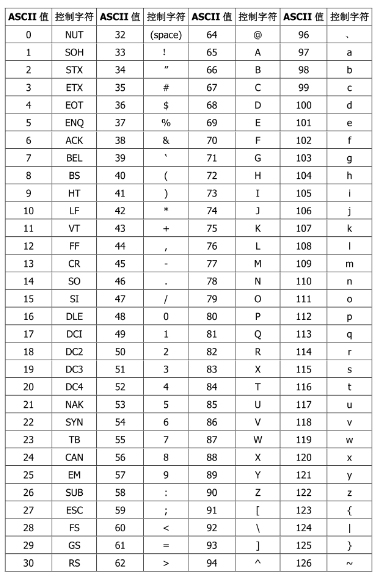 ASCII 值 控制字符 ASCII 值 控制字符 ASCII 值 控制字符 ASCII 值 控制字符
0 NUT 32 (space) 64 @ 96 、
1 SOH 33 ! 65 A 97 a
2 STX 34 ” 66 B 98 b
3 ETX 35 # 67 C 99 c
4 EOT 36 $ 68 D 100 d
5 ENQ 37 % 69 E 101 e
6 ACK 38 & 70 F 102 f
7 BEL 39 ‵ 71 G 103 g
8 BS 40 ( 72 H 104 h
9 HT 41 ) 73 I 105 i
10 LF 42 * 74 J 106 j
11 VT 43 + 75 K 107 k
12 FF 44 , 76 L 108 l
13 CR 45 - 77 M 109 m
14 SO 46 . 78 N 110 n
15 SI 47 / 79 O 111 o
16 DLE 48 0 80 P 112 p
17 DCI 49 1 81 Q 113 q
18 DC2 50 2 82 R 114 r
19 DC3 51 3 83 X 115 s
20 DC4 52 4 84 T 116 t
21 NAK 53 5 85 U 117 u
22 SYN 54 6 86 V 118 v
23 TB 55 7 87 W 119 w
24 CAN 56 8 88 X 120 x
25 EM 57 9 89 Y 121 y
26 SUB 58 : 90 Z 122 z
27 ESC 59 ; 91 [ 123 {
28 FS 60 < 92 \ 124 |
29 GS 61 = 93 ] 125 }
30 RS 62 > 94 ^ 126 ~